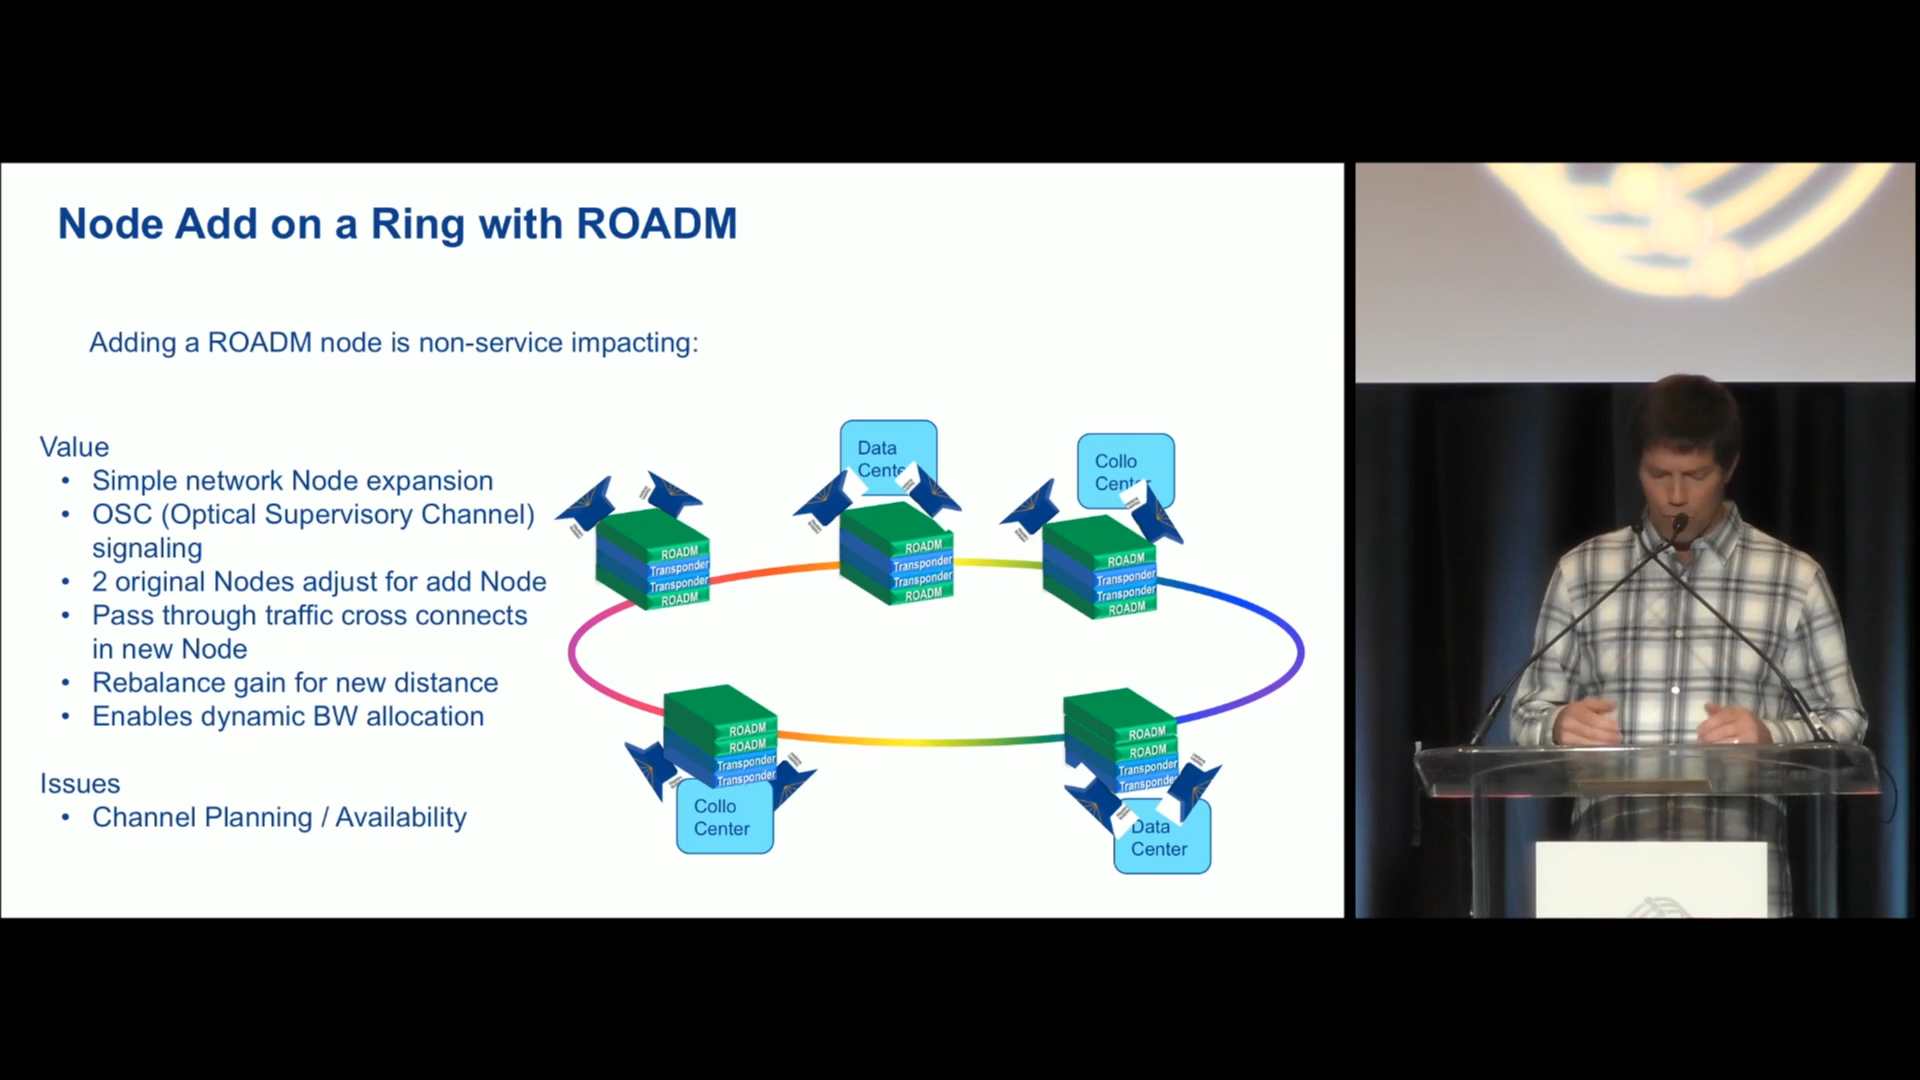 Node Add on a Ring with ROADM
Adding a ROADM node is non-service impacting:
Value
• Simple network Node expansion
• OSC (Optical Supervisory Channel)
signaling
• 2 original Nodes adjust for add Node
• Pass through traffic cross connects
in new Node
• Rebalance gain for new distance
• Enables dynamic BW allocation
Issues
• Channel Planning / Availability
ROADM
Transponder
Transponder
ROADM
Data
Center
ROADM
Transponder
Transponder
ROADM
Collo
Center
ROADM
Transponder
Transponder
ROADM
ROADM
ROADM
Transponder
Transponder
Collo
Center
ROADM
ROADM
Transponder
Transponder
Data
Center